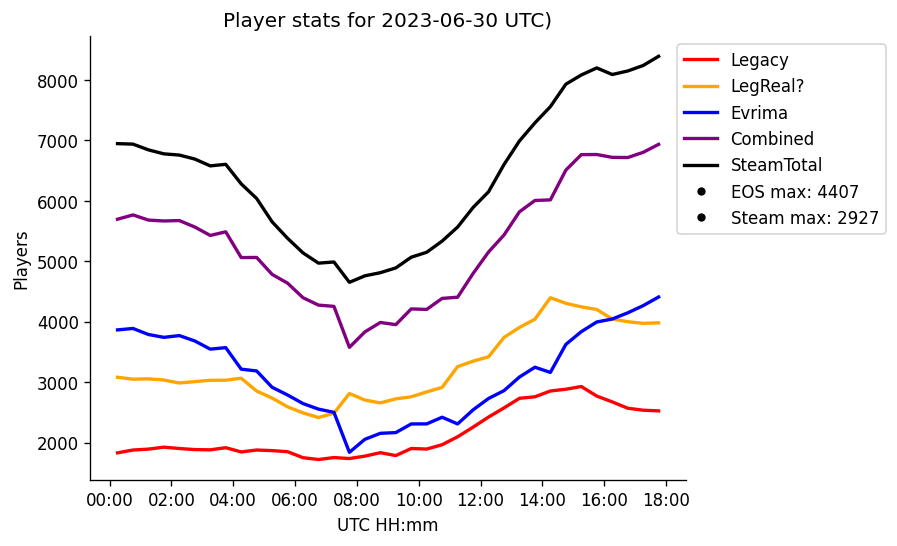 Player stats for 2023-06-30 UTC)
Legacy
LegReal?
Evrima
Combined
SteamTotal
EOS max: 4407
Steam max: 2927
Players
8000
7000
6000
5000
4000
3000
2000
00:00 02:00 04:00 06:00 08:00 10:00 12:00 14:00 16:00 18:00
UTC HH:mm